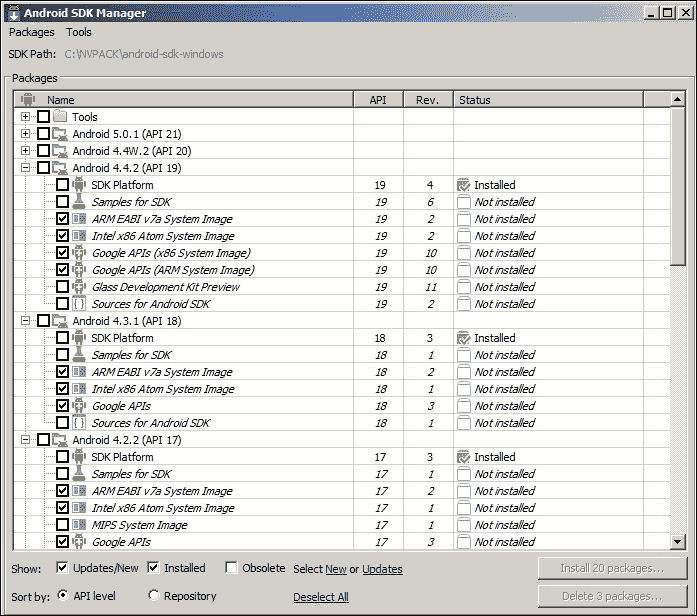 Android SDK Manager
Packages Tools
SDK Path: C:\NVPACK\android-sdk-windows
Packages
Name API Rev. Status
Tools
Android 5.0.1 (API 21)
Android 4.4W.2 (API 20)
Android 4.4.2 (API 19)
SDK Platform 19 4 Installed
Samples for SDK 19 6 Not installed
ARM EABI v7a System Image 19 2 Not installed
Intel x86 Atom System Image 19 2 Not installed
Google APIs (x86 System Image) 19 10 Not installed
Google APIs (ARM System Image) 19 10 Not installed
Glass Development Kit Preview 19 11 Not installed
Sources for Android SDK 19 2 Not installed
Android 4.3.1 (API 18)
SDK Platform 18 3 Installed
Samples for SDK 18 1 Not installed
ARM EABI v7a System Image 18 2 Not installed
Intel x86 Atom System Image 18 1 Not installed
Google APIs 18 3 Not installed
Sources for Android SDK 18 1 Not installed
Android 4.2.2 (API 17)
SDK Platform 17 3 Installed
Samples for SDK 17 1 Not installed
ARM EABI v7a System Image 17 2 Not installed
Intel x86 Atom System Image 17 1 Not installed
MIPS System Image 17 1 Not installed
Google APIs 17 3 Not installed
Show: Updates/New Installed Obsolete Select New or Updates Install 20 packages...
Sort by: API level Repository Deselect All Delete 3 packages...